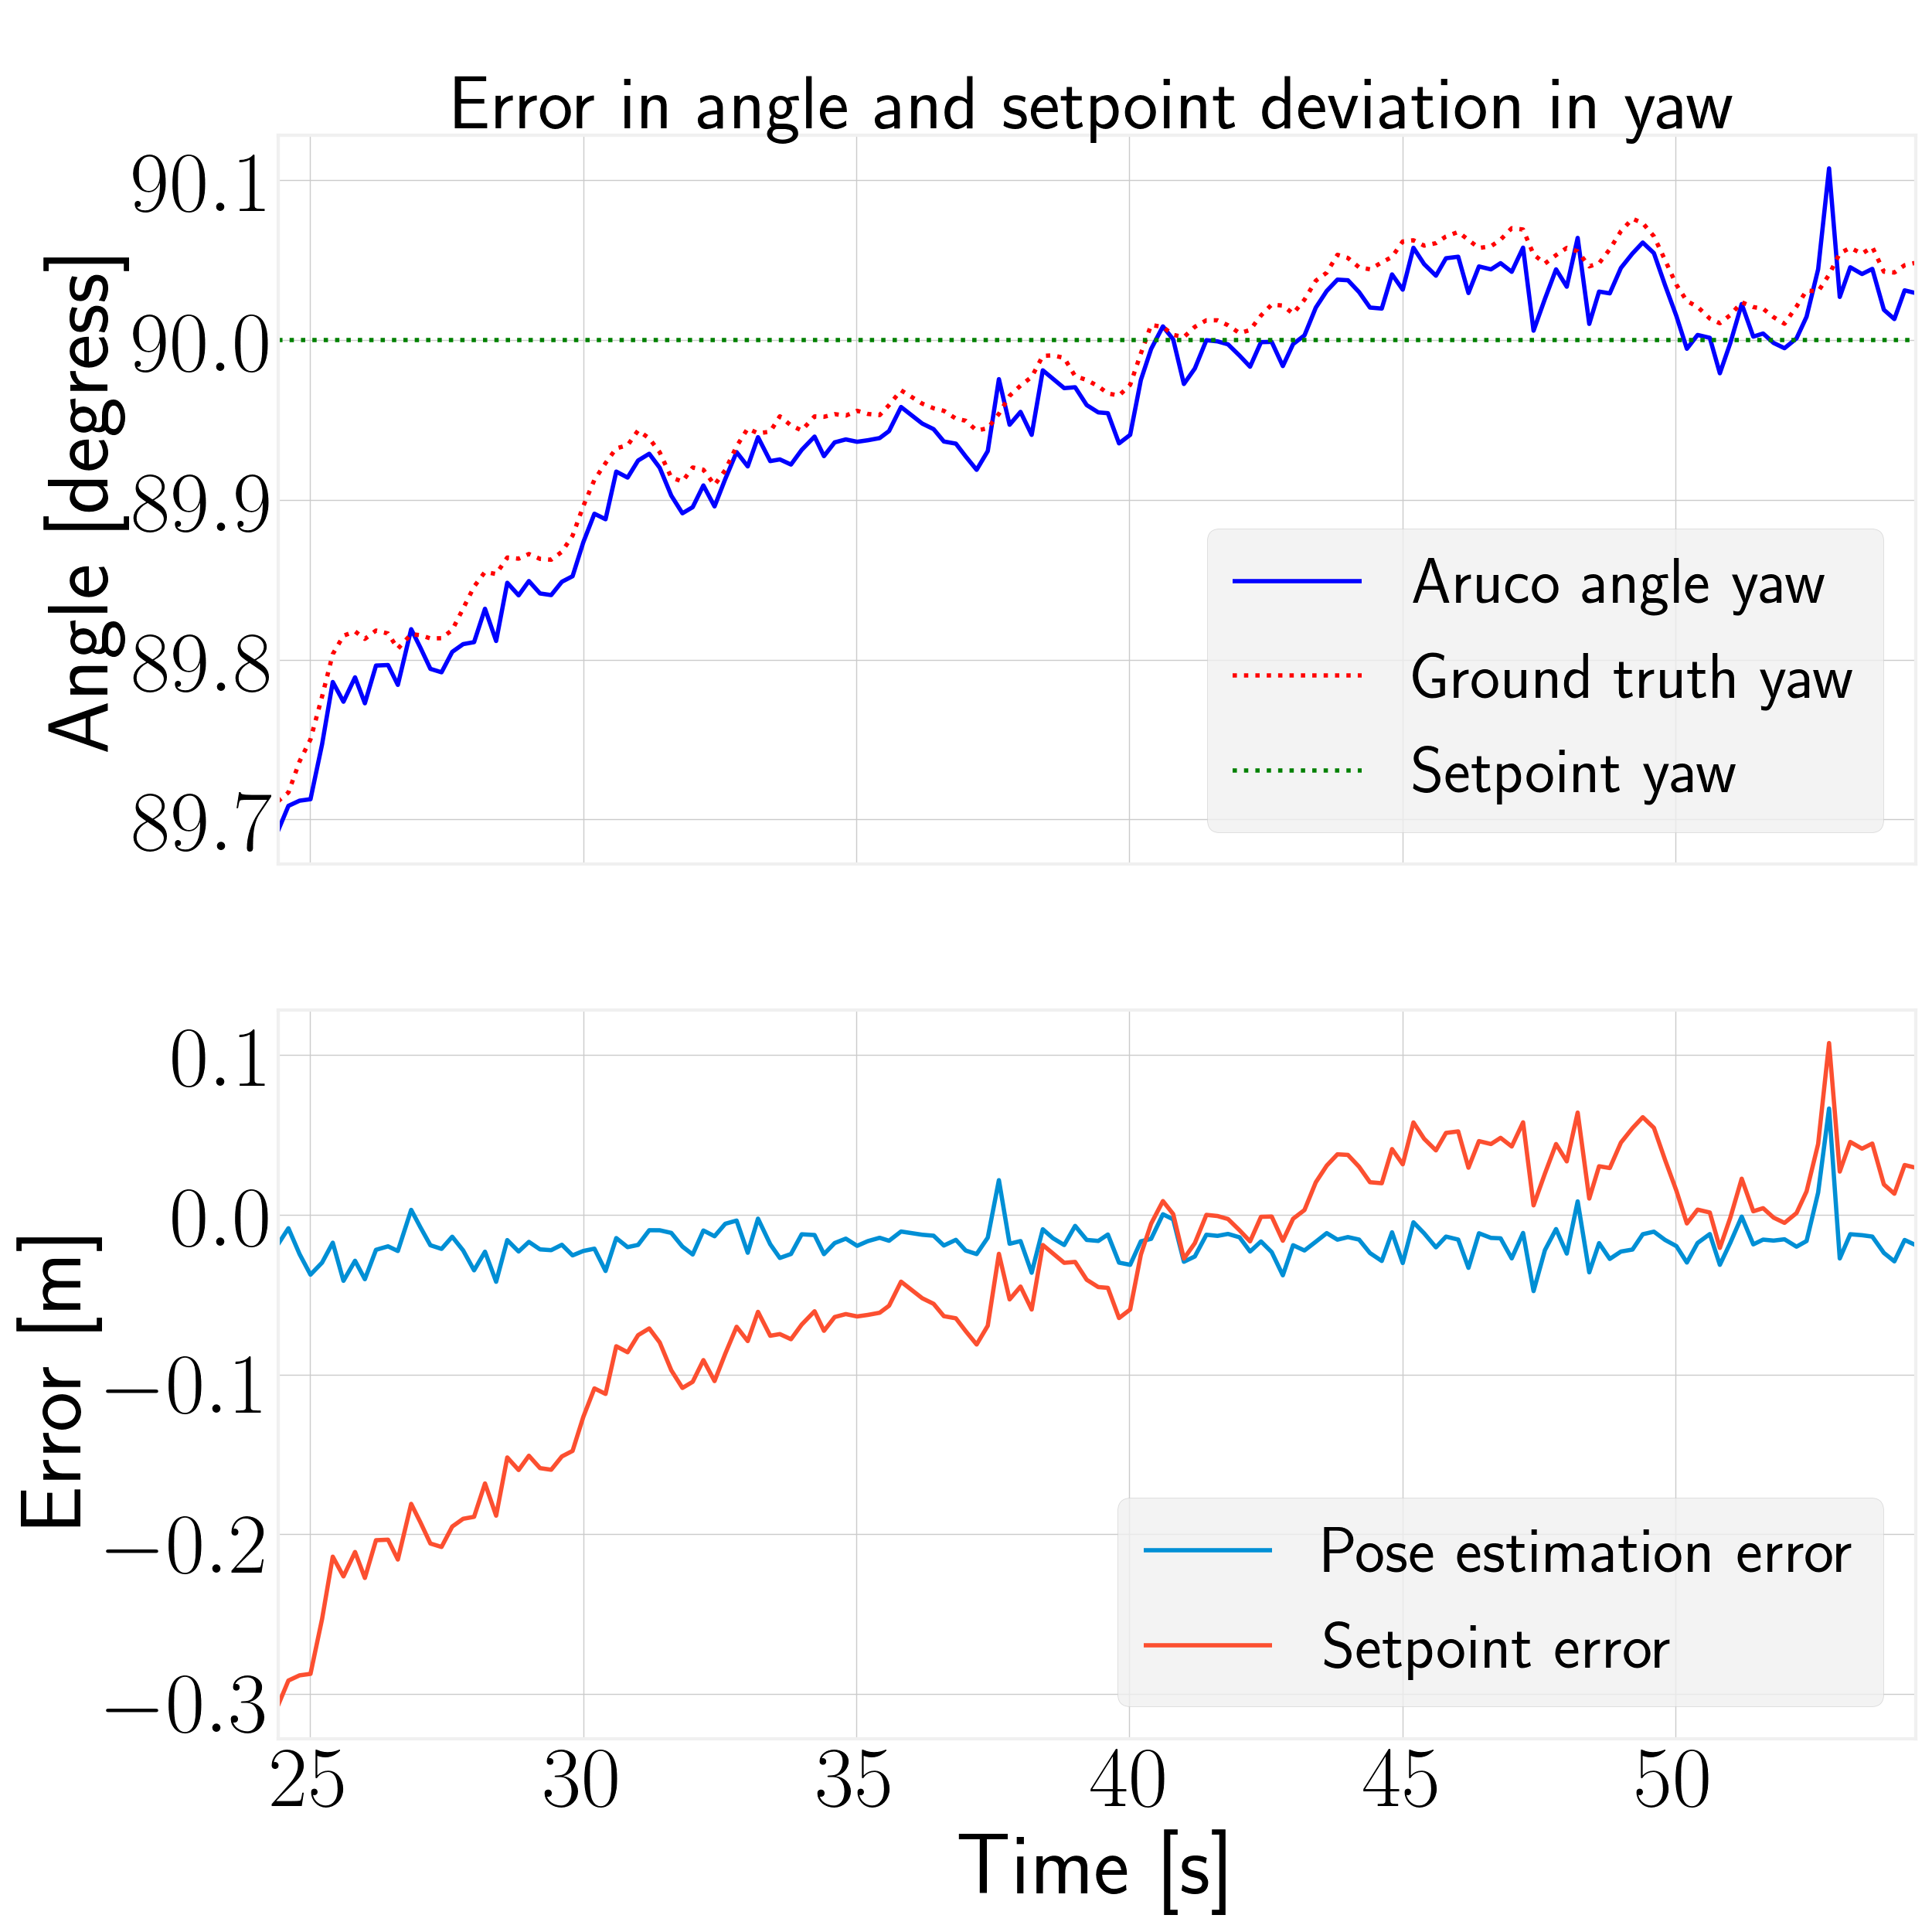 Error in angle and setpoint deviation in yaw
Angle [degress]
90.1
90.0
89.9
89.8
89.7
Aruco angle yaw
Ground truth yaw
Setpoint yaw
Error [m]
0.1
0.0
−0.1
−0.2
−0.3
Pose estimation error
Setpoint error
25 30 35 40 45 50
Time [s]